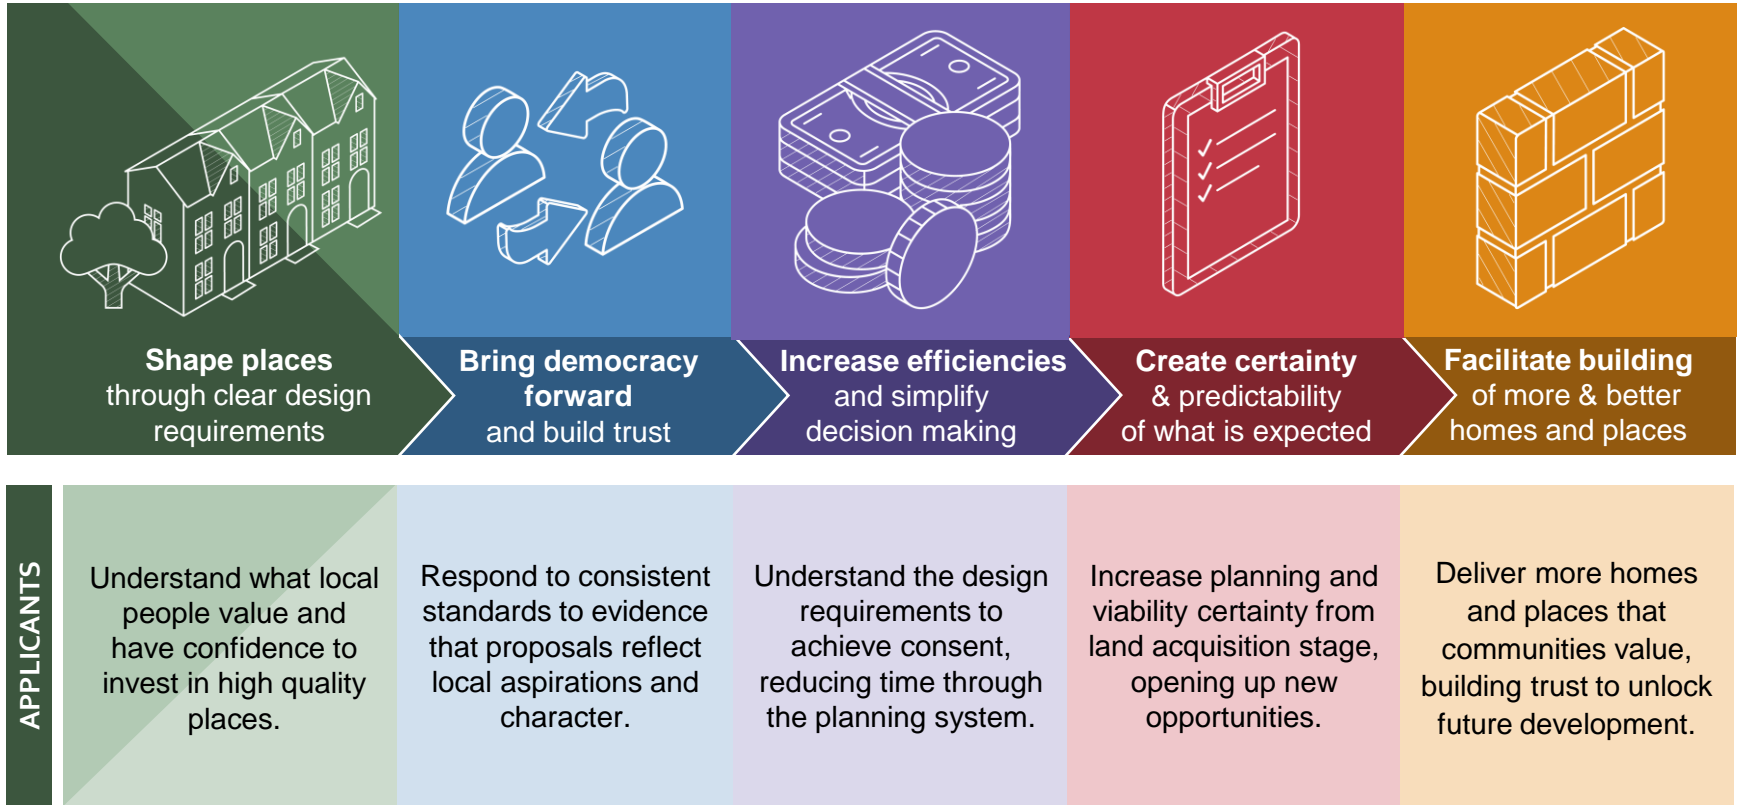 Shape places
through clear design
requirements
Bring democracy
forward
and build trust
Increase efficiencies
and simplify
decision making
Create certainty
& predictability
of what is expected
Facilitate building
of more & better
homes and places
APPLICANTS
Understand what local
people value and
have confidence to
invest in high quality
places.
Respond to consistent
standards to evidence
that proposals reflect
local aspirations and
character.
Understand the design
requirements to
achieve consent,
reducing time through
the planning system.
Increase planning and
viability certainty from
land acquisition stage,
opening up new
opportunities.
Deliver more homes
and places that
communities value,
building trust to unlock
future development.